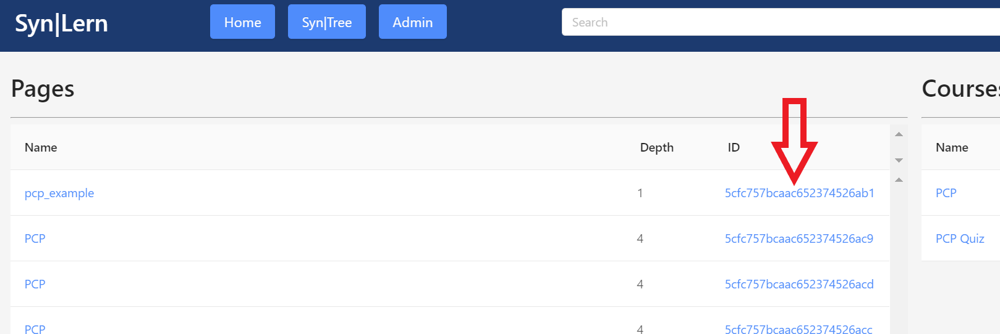 Syn|Lern Home Syn|Tree Admin Search
Pages
Courses
Name Depth ID
pcp_example 1 5cfc757bcaac652374526ab1
PCP 4 5cfc757bcaac652374526ac9
PCP 4 5cfc757bcaac652374526acd
PCP 4 5cfc757bcaac652374526acc
Name
PCP
PCP Quiz